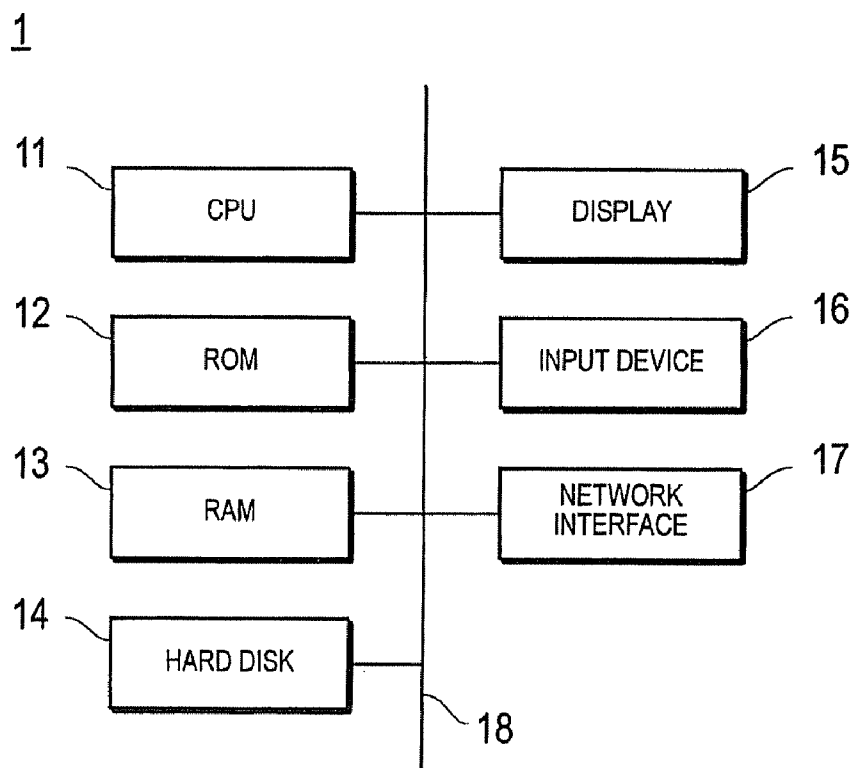 1
11
CPU
15
DISPLAY
12
ROM
16
INPUT DEVICE
13
RAM
17
NETWORK
INTERFACE
14
HARD DISK
18